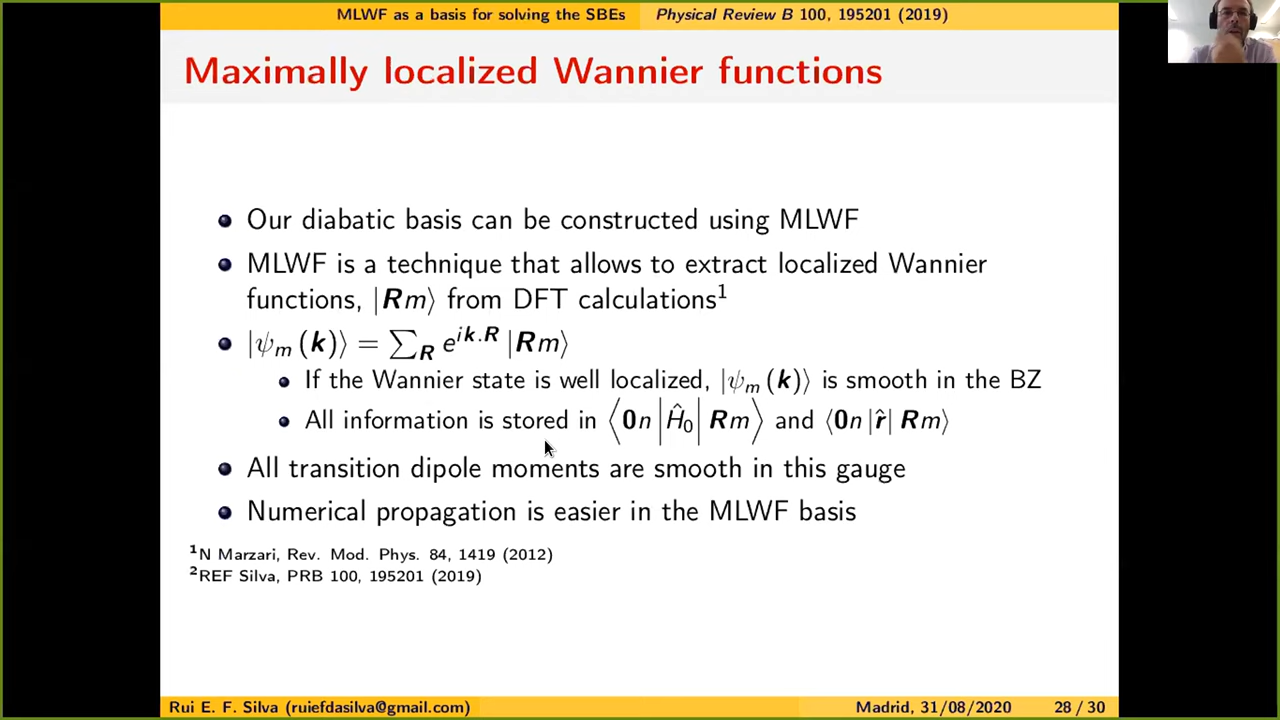 MLWF as a basis for solving the SBEs Physical Review B 100, 195201 (2019)
Maximally localized Wannier functions
Our diabatic basis can be constructed using MLWF
MLWF is a technique that allows to extract localized Wannier
functions, |Rm⟩ from DFT calculations¹
|ψₘ (k)⟩ = ∑_R e^{ik.R} |Rm⟩
If the Wannier state is well localized, |ψₘ (k)⟩ is smooth in the BZ
All information is stored in ⟨0n|Ĥ₀|Rm⟩ and ⟨0n|r̂|Rm⟩
All transition dipole moments are smooth in this gauge
Numerical propagation is easier in the MLWF basis
¹N Marzari, Rev. Mod. Phys. 84, 1419 (2012)
²REF Silva, PRB 100, 195201 (2019)
Rui E. F. Silva (ruiefdasilva@gmail.com) Madrid, 31/08/2020 28 / 30